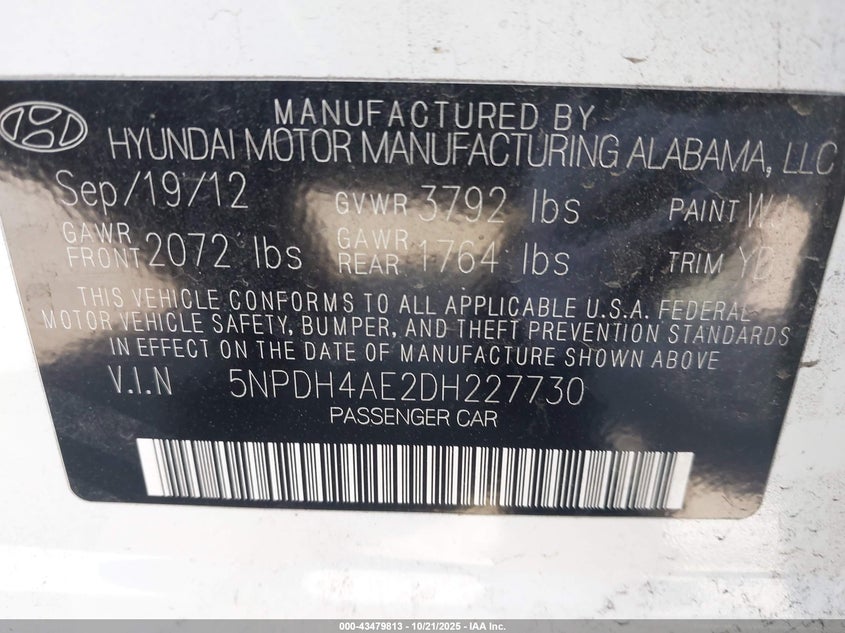 MANUFACTURED BY
HYUNDAI MOTOR MANUFACTURING ALABAMA, LLC
Sep/19/12 GVWR 3792 lbs PAINT
GAWR FRONT 2072 lbs GAWR REAR 1764 lbs TRIM YD
THIS VEHICLE CONFORMS TO ALL APPLICABLE U.S.A. FEDERAL
MOTOR VEHICLE SAFETY, BUMPER, AND THEFT PREVENTION STANDARDS
IN EFFECT ON THE DATE OF MANUFACTURE SHOWN ABOVE
V.I.N 5NPDH4AE2DH227730
PASSENGER CAR
000-43479813 - 10/21/2025 - IAA Inc.